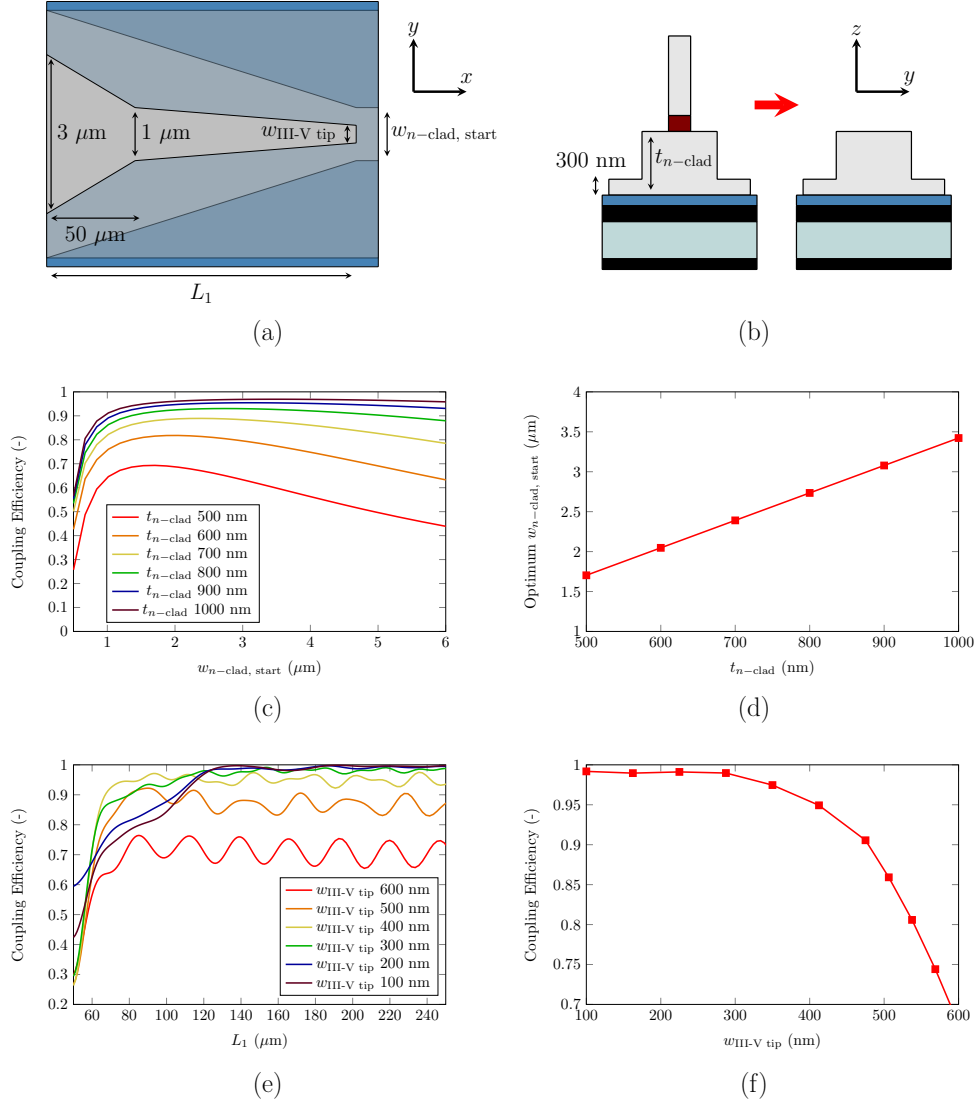 y
x
3 μm
1 μm
w_III-V tip
w_n−clad, start
50 μm
L_1
(a)
z
y
300 nm
t_n−clad
(b)
Coupling Efficiency (-)
1
0.9
0.8
0.7
0.6
0.5
0.4
0.3
0.2
0.1
0
t_n−clad 500 nm
t_n−clad 600 nm
t_n−clad 700 nm
t_n−clad 800 nm
t_n−clad 900 nm
t_n−clad 1000 nm
1 2 3 4 5 6
w_n−clad, start (μm)
(c)
Optimum w_n−clad, start (μm)
4
3.5
3
2.5
2
1.5
1
500 600 700 800 900 1000
t_n−clad (nm)
(d)
Coupling Efficiency (-)
1
0.9
0.8
0.7
0.6
0.5
0.4
0.3
0.2
w_III-V tip 600 nm
w_III-V tip 500 nm
w_III-V tip 400 nm
w_III-V tip 300 nm
w_III-V tip 200 nm
w_III-V tip 100 nm
60 80 100 120 140 160 180 200 220 240
L_1 (μm)
(e)
Coupling Efficiency (-)
1
0.95
0.9
0.85
0.8
0.75
0.7
100 200 300 400 500 600
w_III-V tip (nm)
(f)